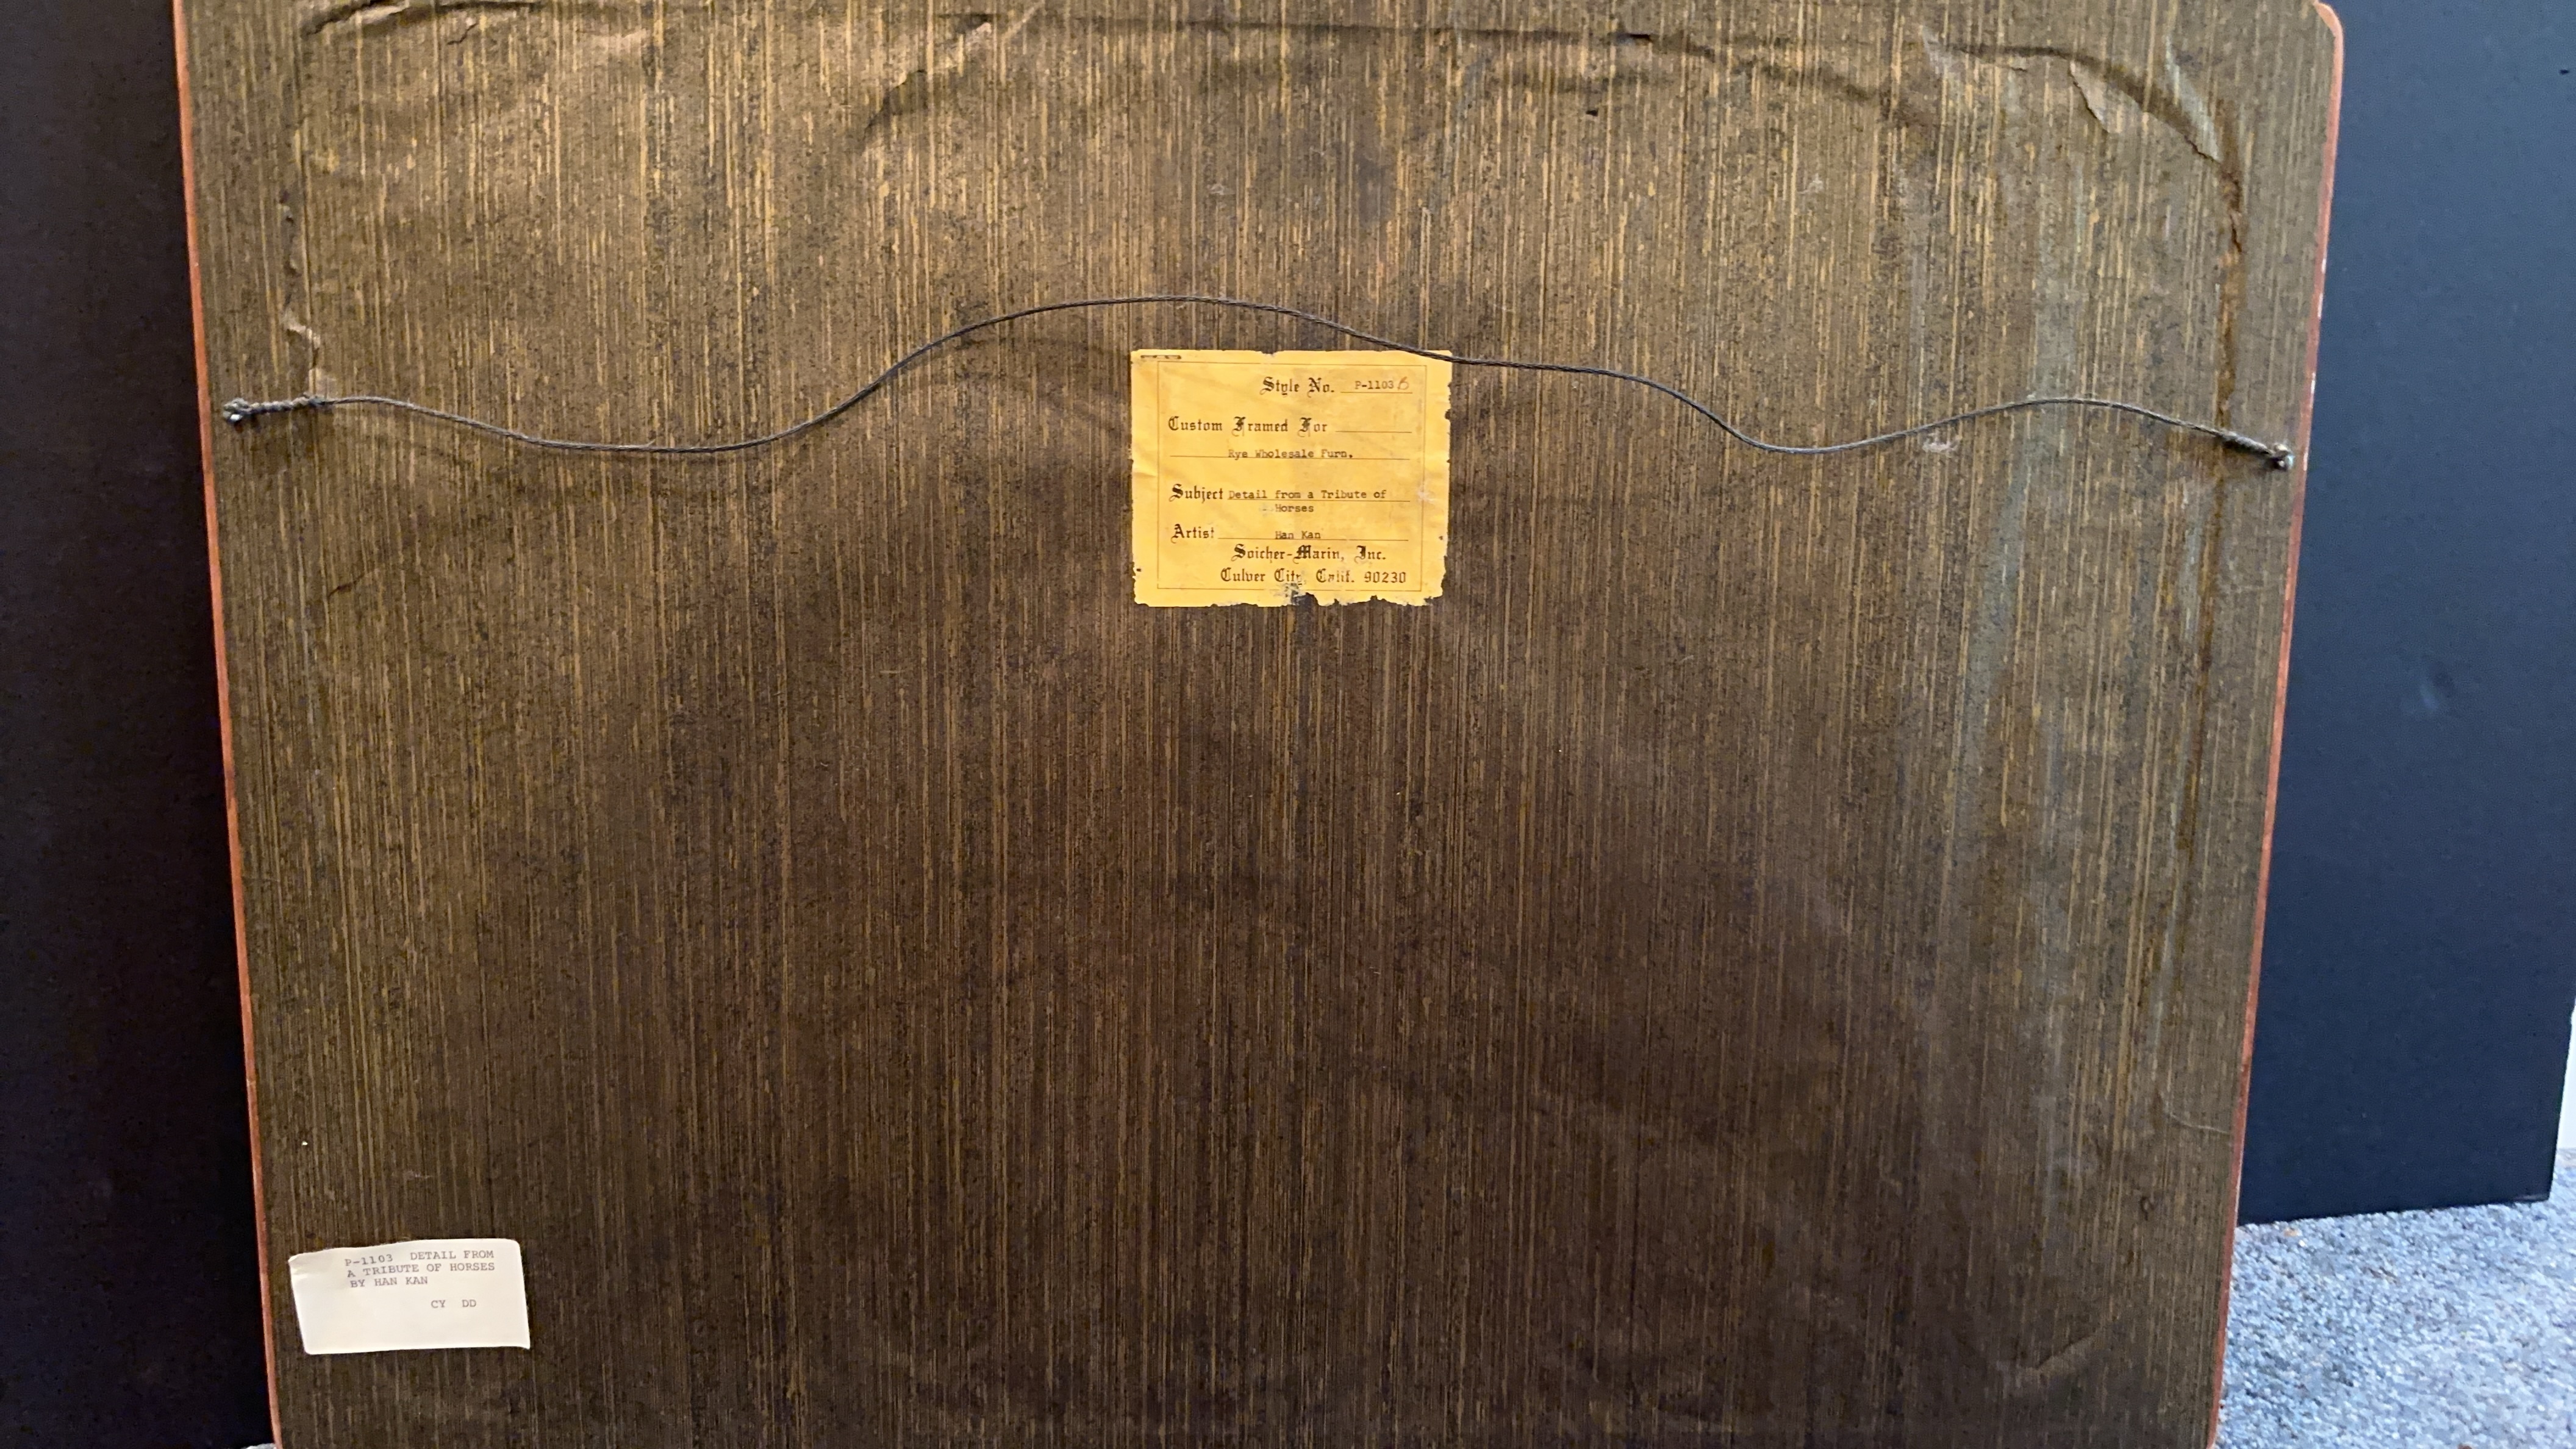 Style No. P-1103 B
Custom Framed For
Rye Wholesale Furn.
Subject Detail from a Tribute of
Horses
Artist Han Kan
Soicher-Marin, Inc.
Culver City, Calif. 90230
P-1103 DETAIL FROM
A TRIBUTE OF HORSES
BY HAN KAN
CY DD